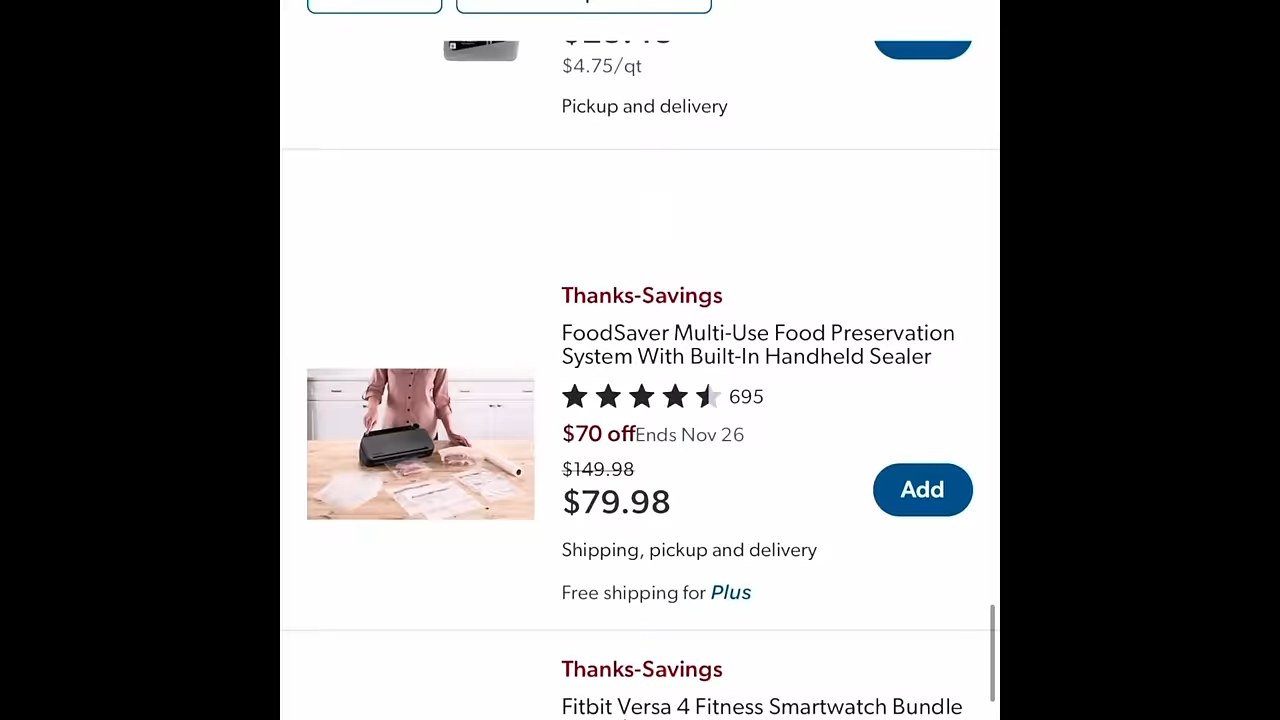 $4.75/qt
Pickup and delivery
Thanks-Savings
FoodSaver Multi-Use Food Preservation
System With Built-In Handheld Sealer
695
$70 off Ends Nov 26
$149.98
$79.98
Add
Shipping, pickup and delivery
Free shipping for Plus
Thanks-Savings
Fitbit Versa 4 Fitness Smartwatch Bundle